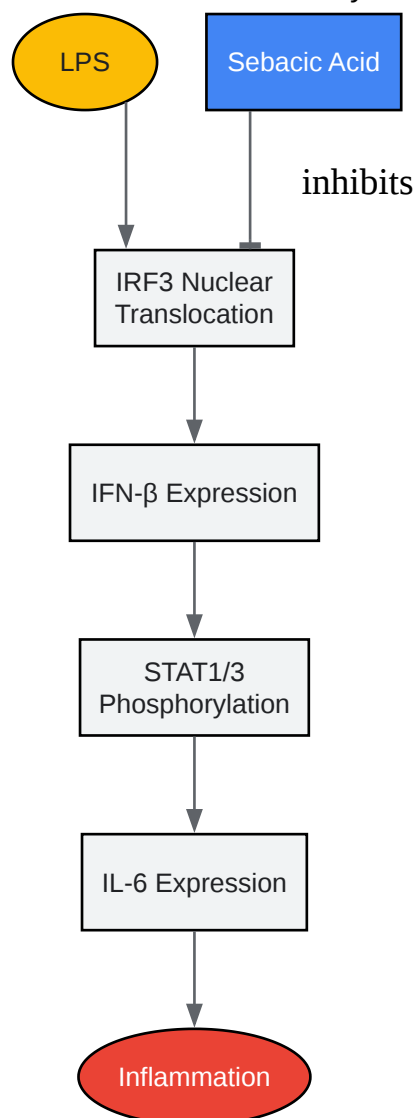 LPS
Sebacic Acid
inhibits
IRF3 Nuclear
Translocation
IFN-β Expression
STAT1/3
Phosphorylation
IL-6 Expression
Inflammation